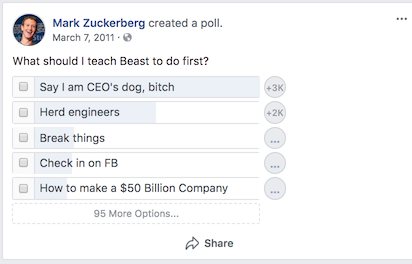 Mark Zuckerberg created a poll.
March 7, 2011 ·
What should I teach Beast to do first?
Say I am CEO's dog, bitch
+3K
Herd engineers
+2K
Break things
...
Check in on FB
...
How to make a $50 Billion Company
...
95 More Options...
Share